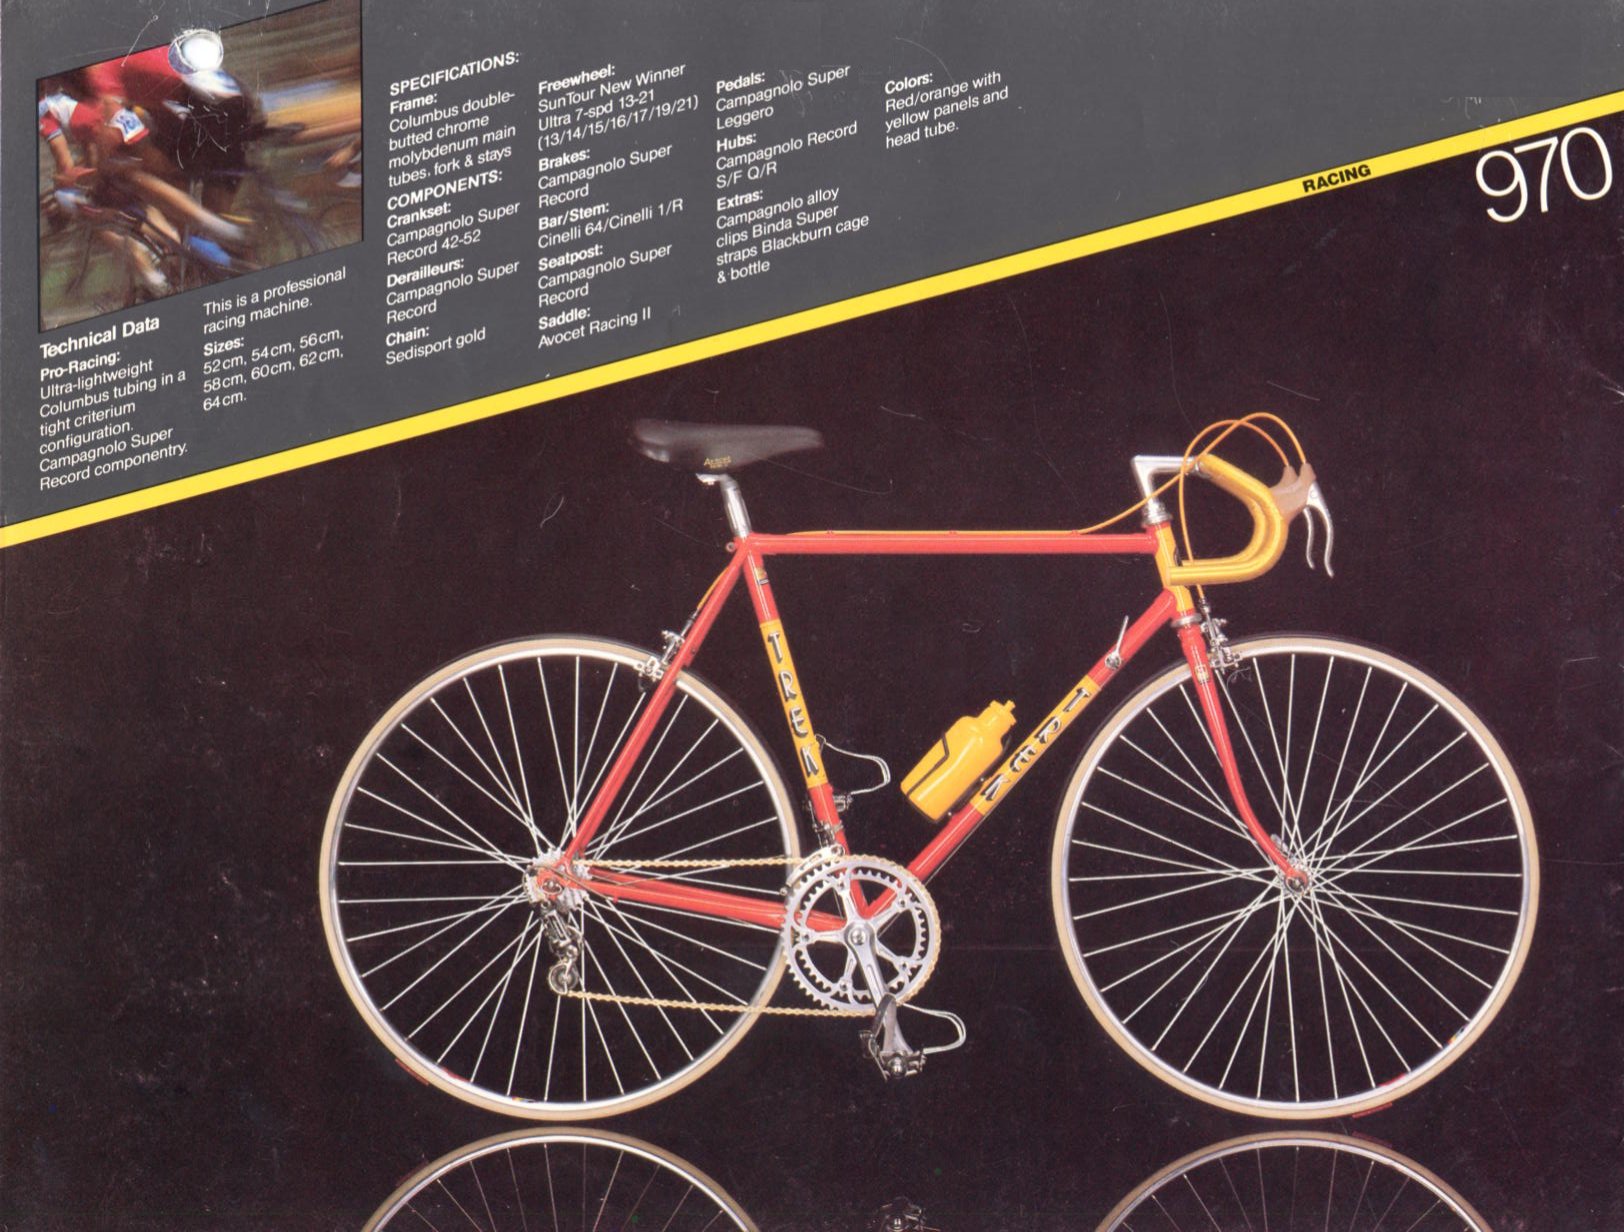 Technical Data
Pro-Racing:
Ultra-lightweight
Columbus tubing in a
tight criterium
configuration.
Campagnolo Super
Record componentry.
This is a professional
racing machine.
Sizes:
52cm, 54cm, 56cm,
58cm, 60cm, 62cm,
64cm.
SPECIFICATIONS:
Frame:
Columbus double-
butted chrome
molybdenum main
tubes, fork & stays
COMPONENTS:
Crankset:
Campagnolo Super
Record 42-52
Derailleurs:
Campagnolo Super
Record
Chain:
Sedisport gold
Freewheel:
SunTour New Winner
Ultra 7-spd 13-21
(13/14/15/16/17/19/21)
Brakes:
Campagnolo Super
Record
Bar/Stem:
Cinelli 64/Cinelli 1/R
Seatpost:
Campagnolo Super
Record
Saddle:
Avocet Racing II
Pedals:
Campagnolo Super
Leggero
Hubs:
Campagnolo Record
S/F Q/R
Extras:
Campagnolo alloy
clips Binda Super
straps Blackburn cage
& bottle
Colors:
Red/orange with
yellow panels and
head tube.
RACING
970
TREK
TREK